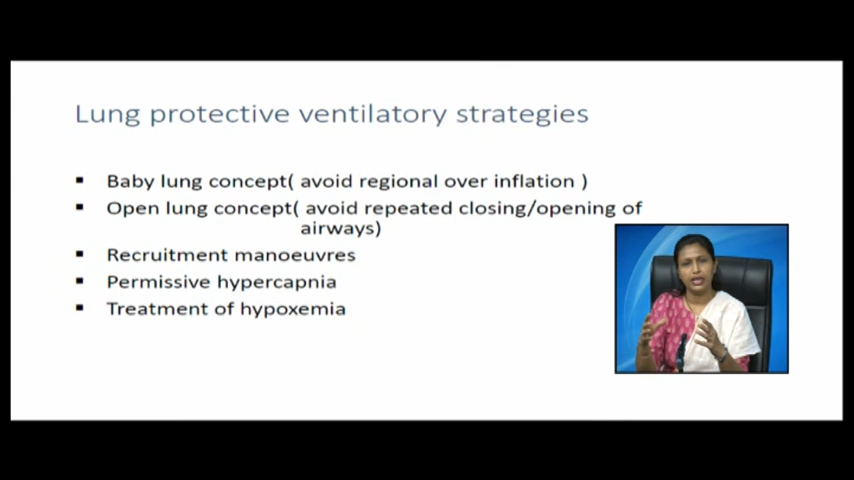 Lung protective ventilatory strategies
▪ Baby lung concept( avoid regional over inflation )
▪ Open lung concept( avoid repeated closing/opening of
airways)
▪ Recruitment manoeuvres
▪ Permissive hypercapnia
▪ Treatment of hypoxemia